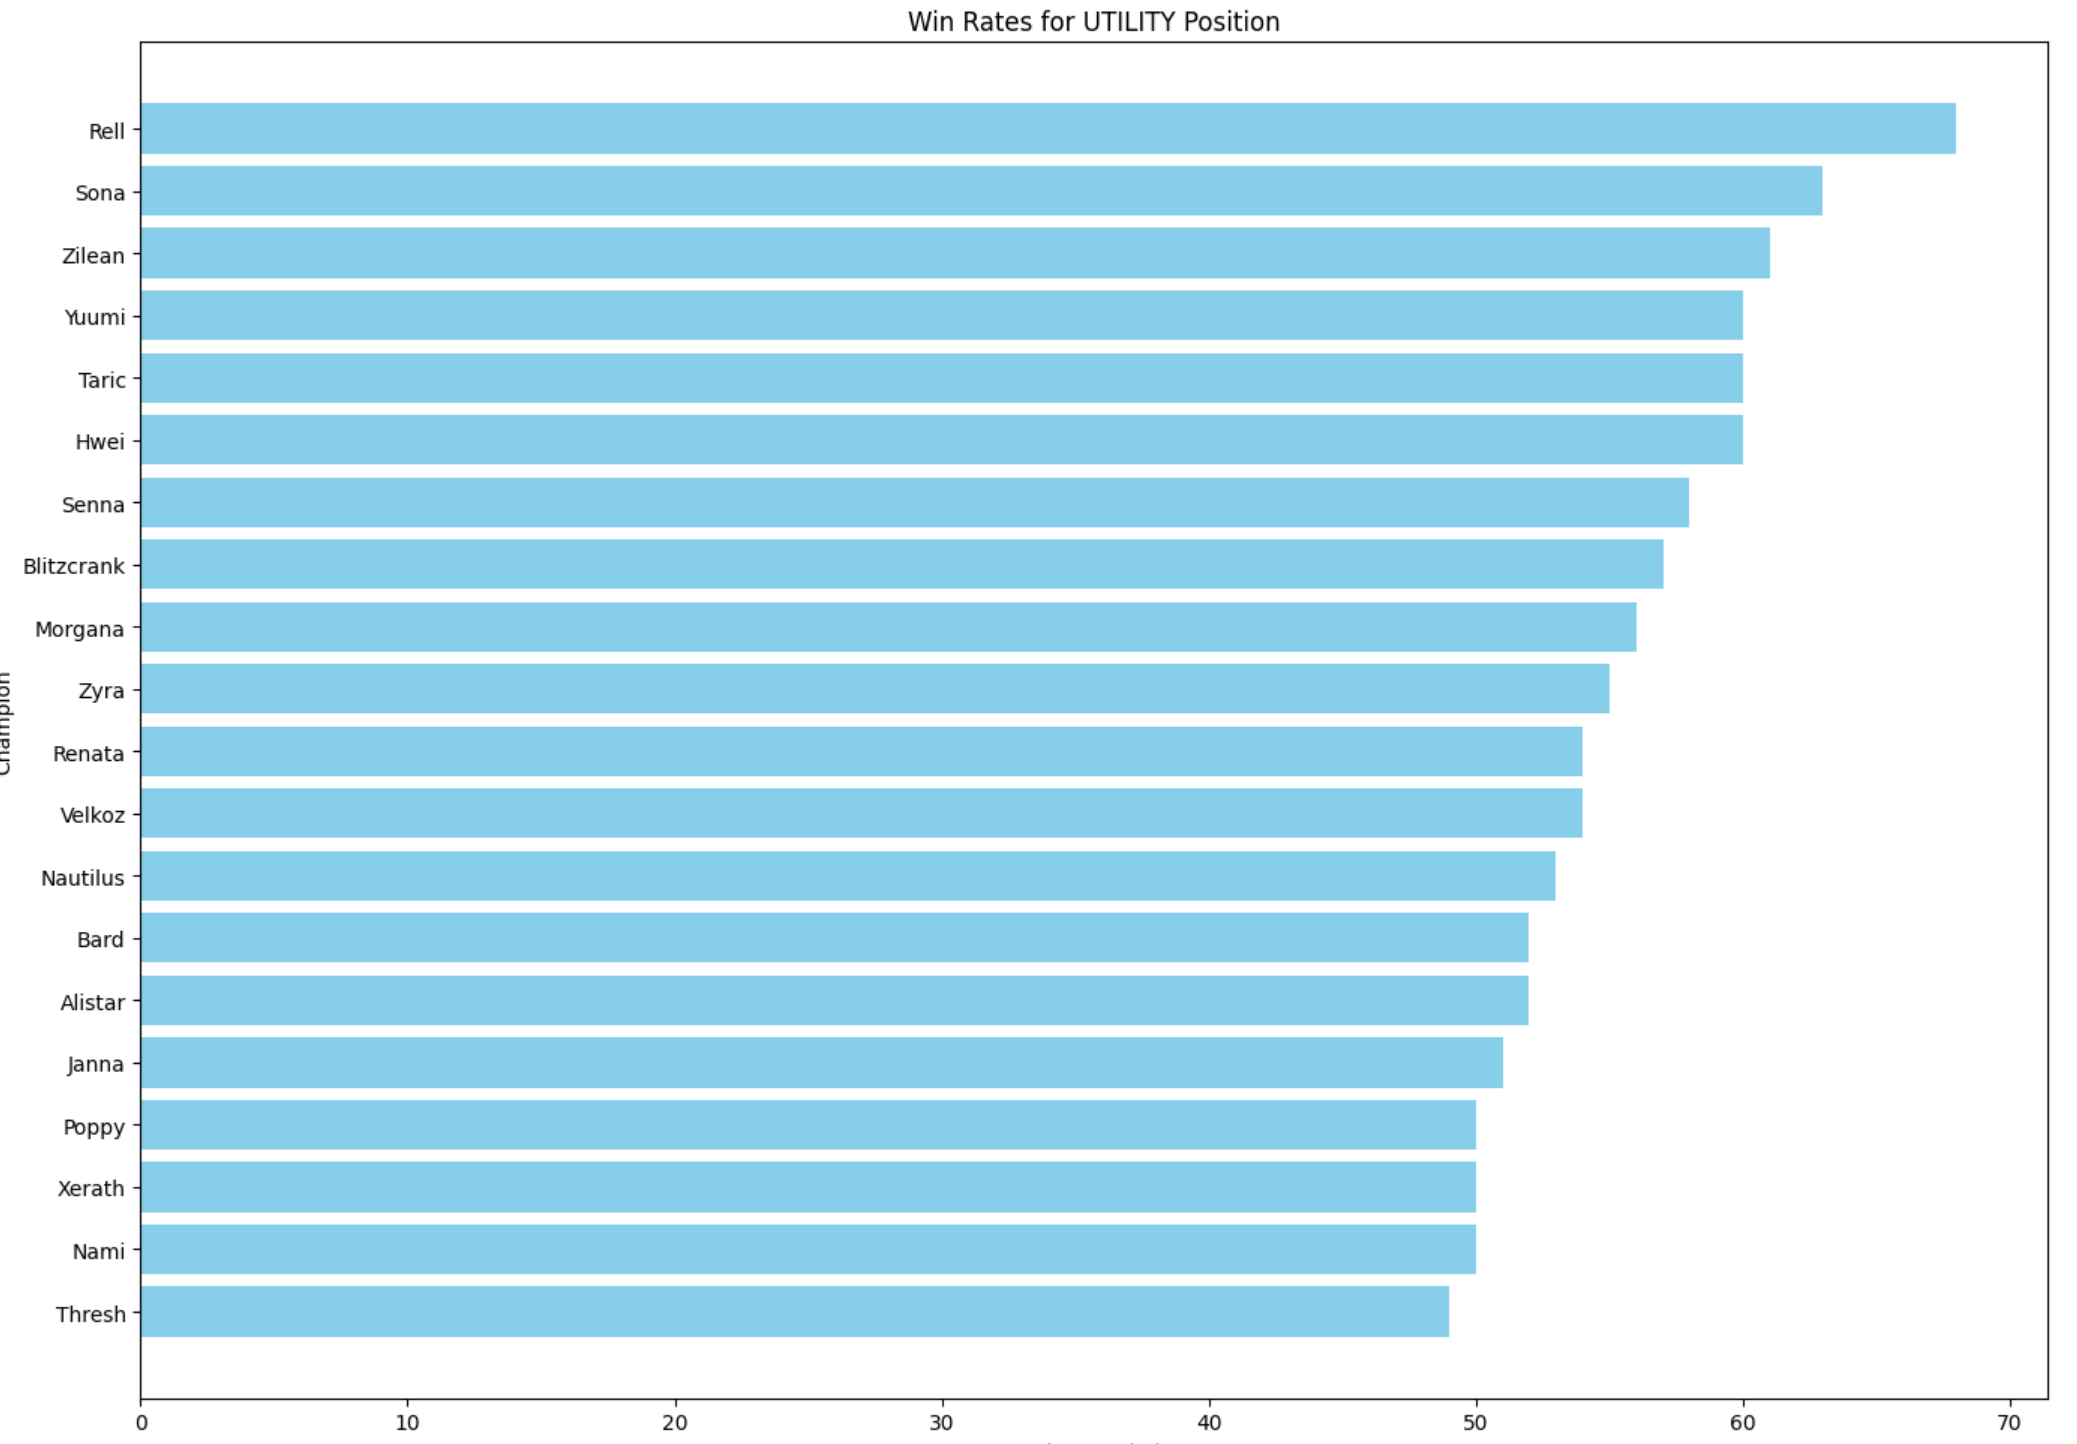 Win Rates for UTILITY Position
Rell
Sona
Zilean
Yuumi
Taric
Hwei
Senna
Blitzcrank
Morgana
Zyra
Renata
Velkoz
Nautilus
Bard
Alistar
Janna
Poppy
Xerath
Nami
Thresh
Champion
0 10 20 30 40 50 60 70